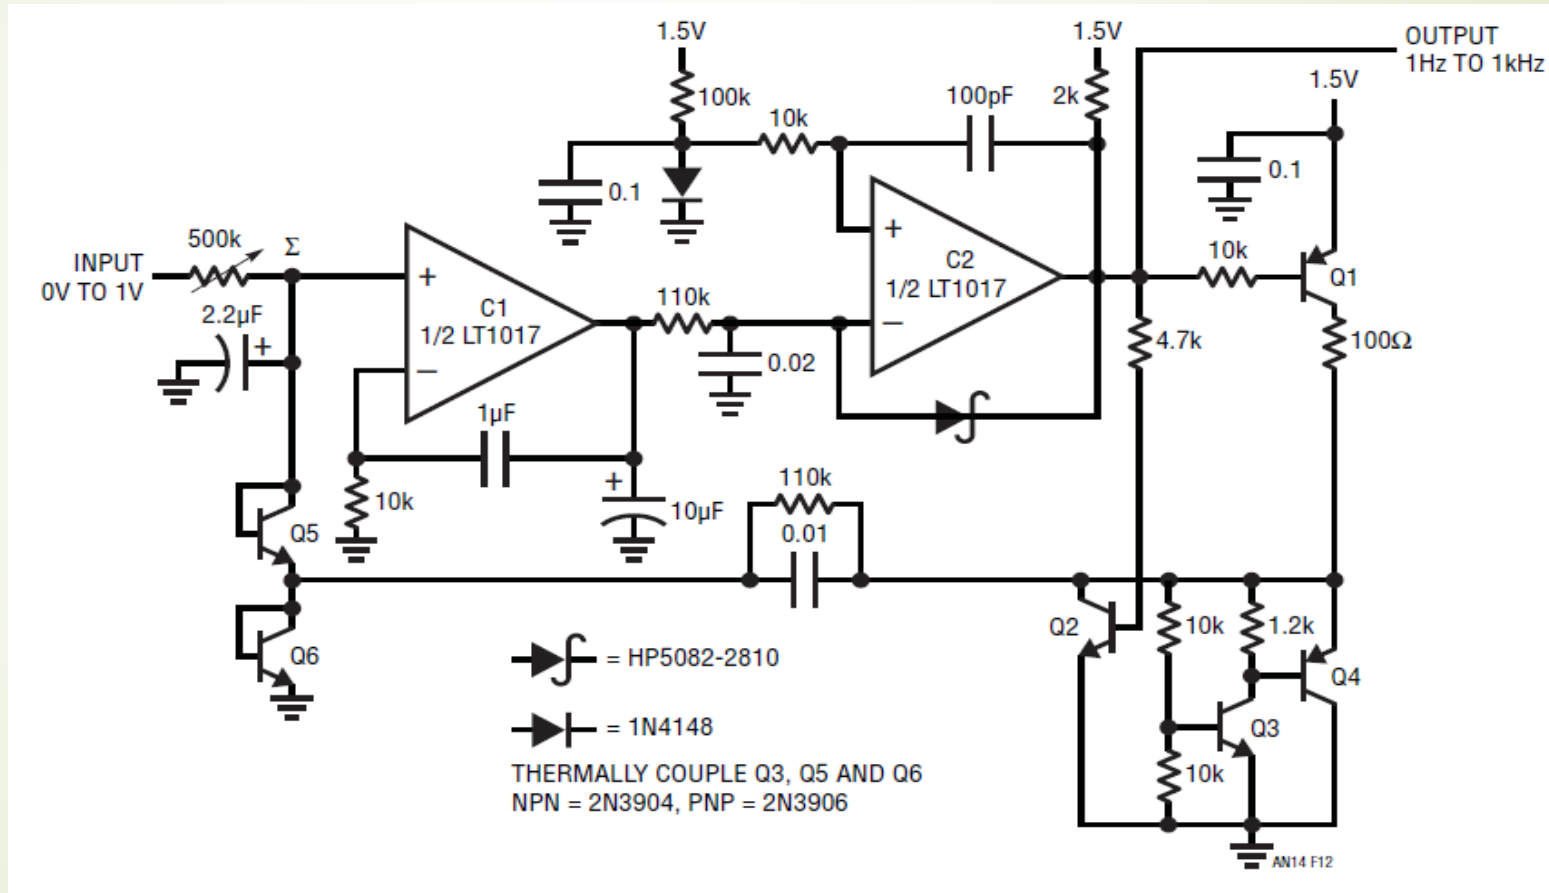 1.5V
1.5V
OUTPUT
1Hz TO 1kHz
1.5V
100k
10k
100pF
2k
0.1
0.1
500k
Σ
INPUT
0V TO 1V
2.2µF
+
+
C1
1/2 LT1017
−
110k
0.02
+
C2
1/2 LT1017
−
10k
Q1
4.7k
100Ω
1µF
10k
+
10µF
110k
0.01
Q5
Q6
Q2
10k
1.2k
Q4
Q3
10k
= HP5082-2810
= 1N4148
THERMALLY COUPLE Q3, Q5 AND Q6
NPN = 2N3904, PNP = 2N3906
AN14 F12